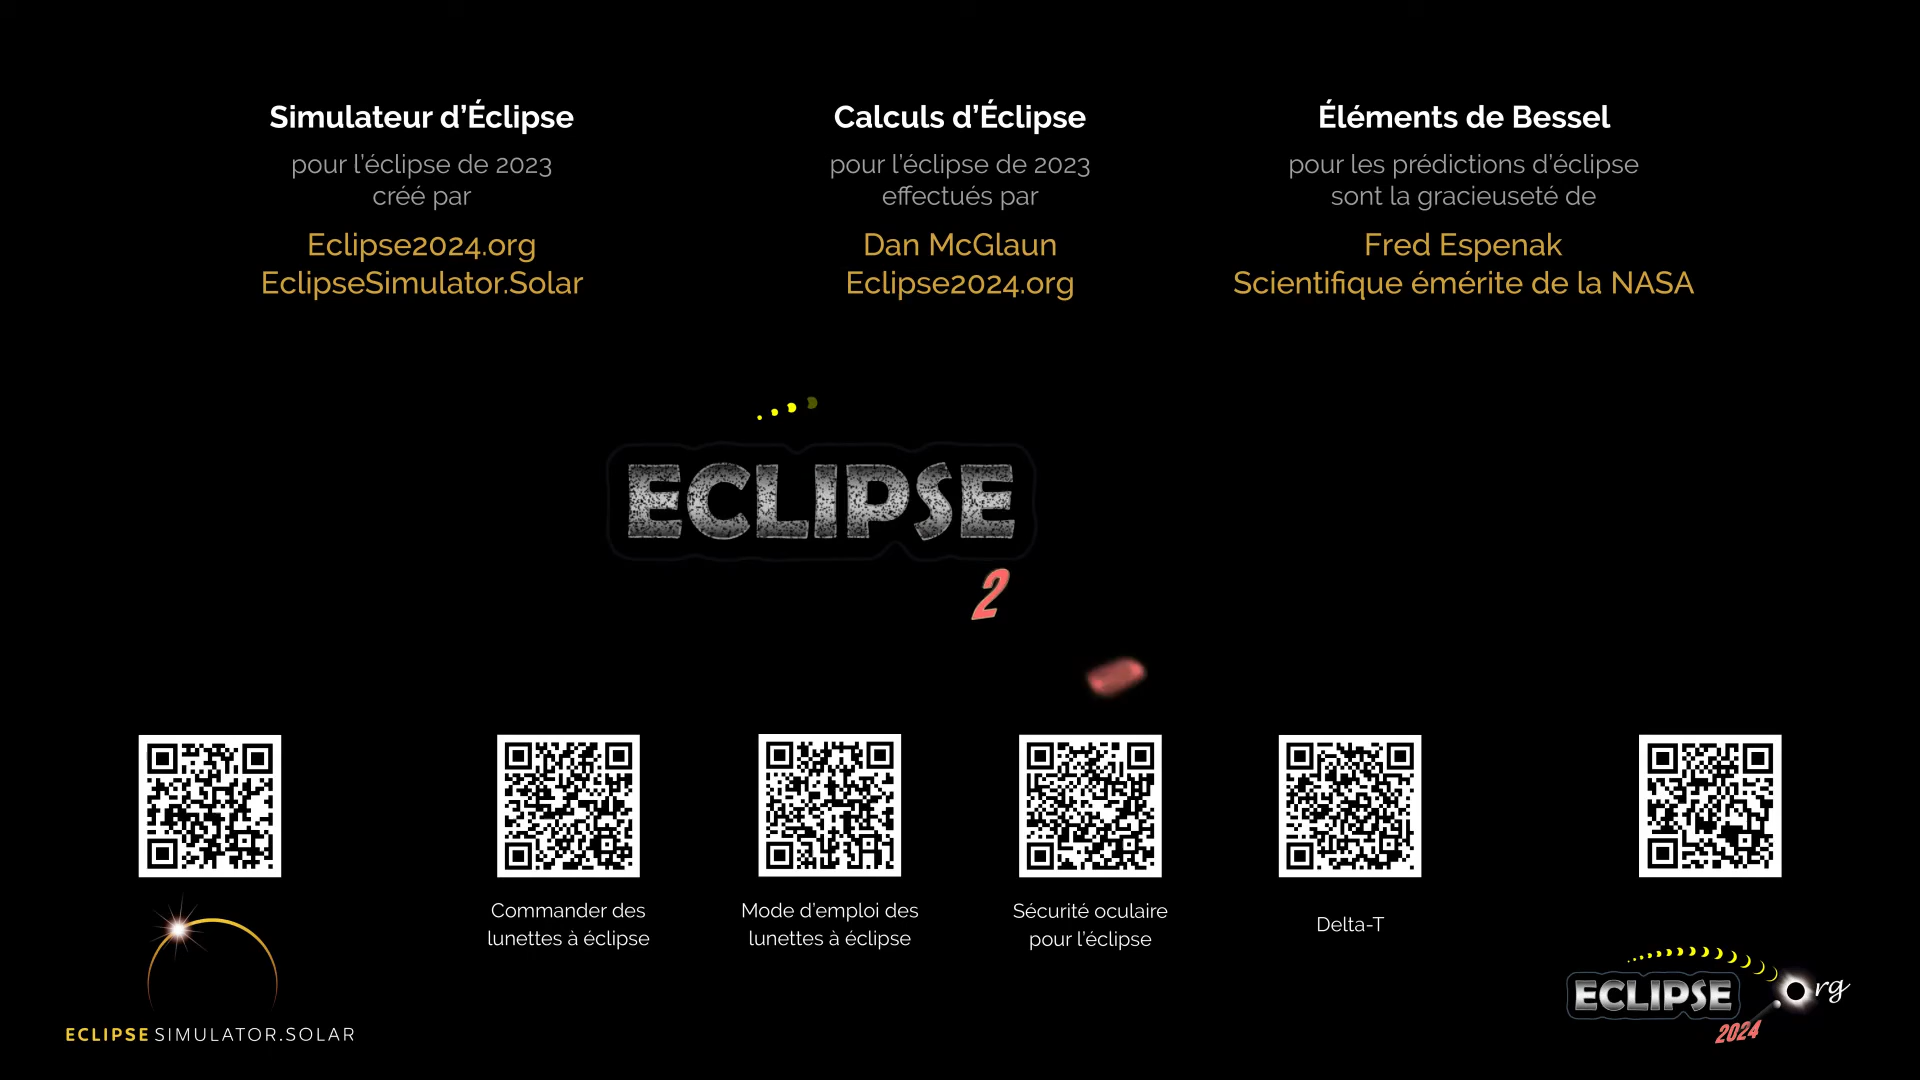 Simulateur d’Éclipse
pour l’éclipse de 2023
créé par
Eclipse2024.org
EclipseSimulator.Solar
Calculs d’Éclipse
pour l’éclipse de 2023
effectués par
Dan McGlaun
Eclipse2024.org
Éléments de Bessel
pour les prédictions d’éclipse
sont la gracieuseté de
Fred Espenak
Scientifique émérite de la NASA
ECLIPSE
2
ECLIPSE SIMULATOR.SOLAR
Commander des
lunettes à éclipse
Mode d’emploi des
lunettes à éclipse
Sécurité oculaire
pour l’éclipse
Delta-T
ECLIPSE
2024
rg